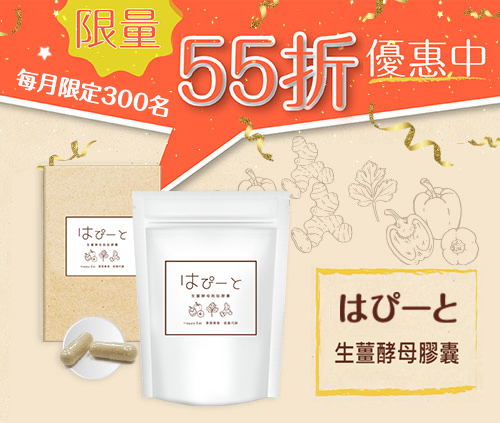 限量
每月限定300名
55折
優惠中
はぴーと
生薑酵母膠囊
はぴーと
はぴーと
生薑酵母膠囊